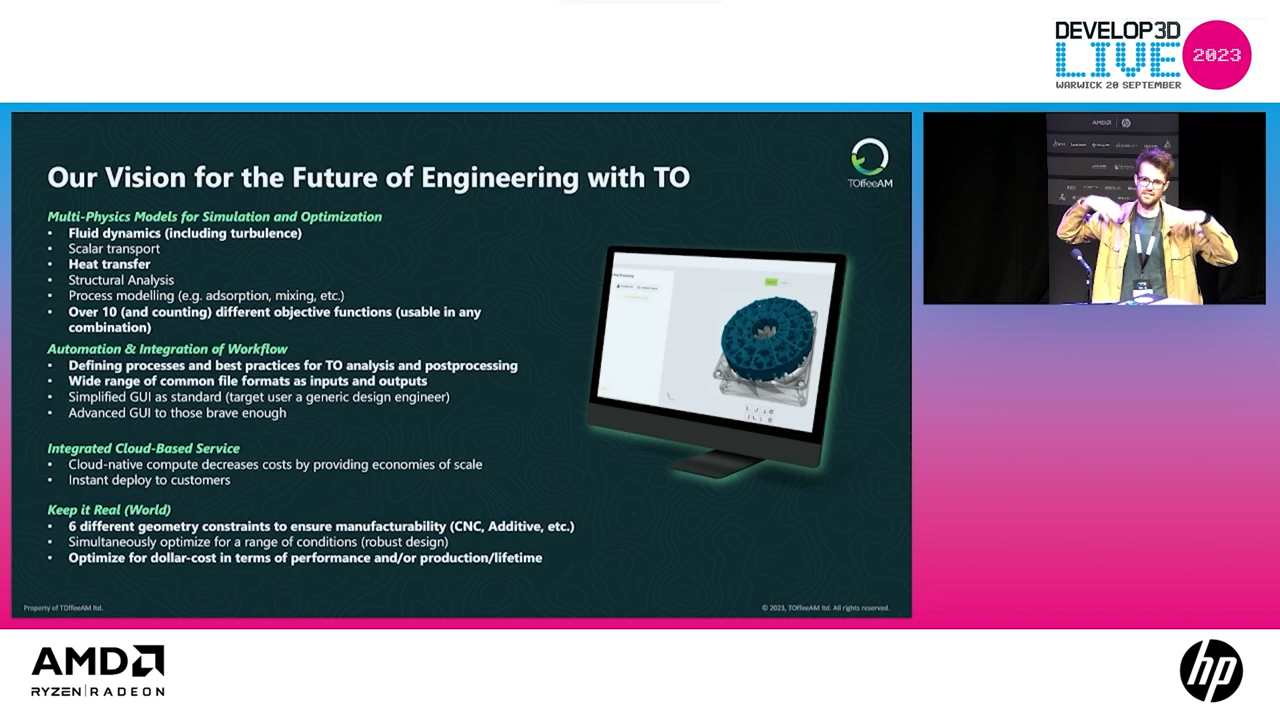 DEVELOP3D
LIVE
2023
WARWICK 20 SEPTEMBER
TOffeeAM
Our Vision for the Future of Engineering with TO
Multi-Physics Models for Simulation and Optimization
• Fluid dynamics (including turbulence)
• Scalar transport
• Heat transfer
• Structural Analysis
• Process modelling (e.g. adsorption, mixing, etc.)
• Over 10 (and counting) different objective functions (usable in any
combination)
Automation & Integration of Workflow
• Defining processes and best practices for TO analysis and postprocessing
• Wide range of common file formats as inputs and outputs
• Simplified GUI as standard (target user a generic design engineer)
• Advanced GUI to those brave enough
Integrated Cloud-Based Service
• Cloud-native compute decreases costs by providing economies of scale
• Instant deploy to customers
Keep it Real (World)
• 6 different geometry constraints to ensure manufacturability (CNC, Additive, etc.)
• Simultaneously optimize for a range of conditions (robust design)
• Optimize for dollar-cost in terms of performance and/or production/lifetime
Property of TOffeeAM ltd.
© 2023, TOffeeAM ltd. All rights reserved.
AMD
hp
AMD
RYZEN | RADEON
hp